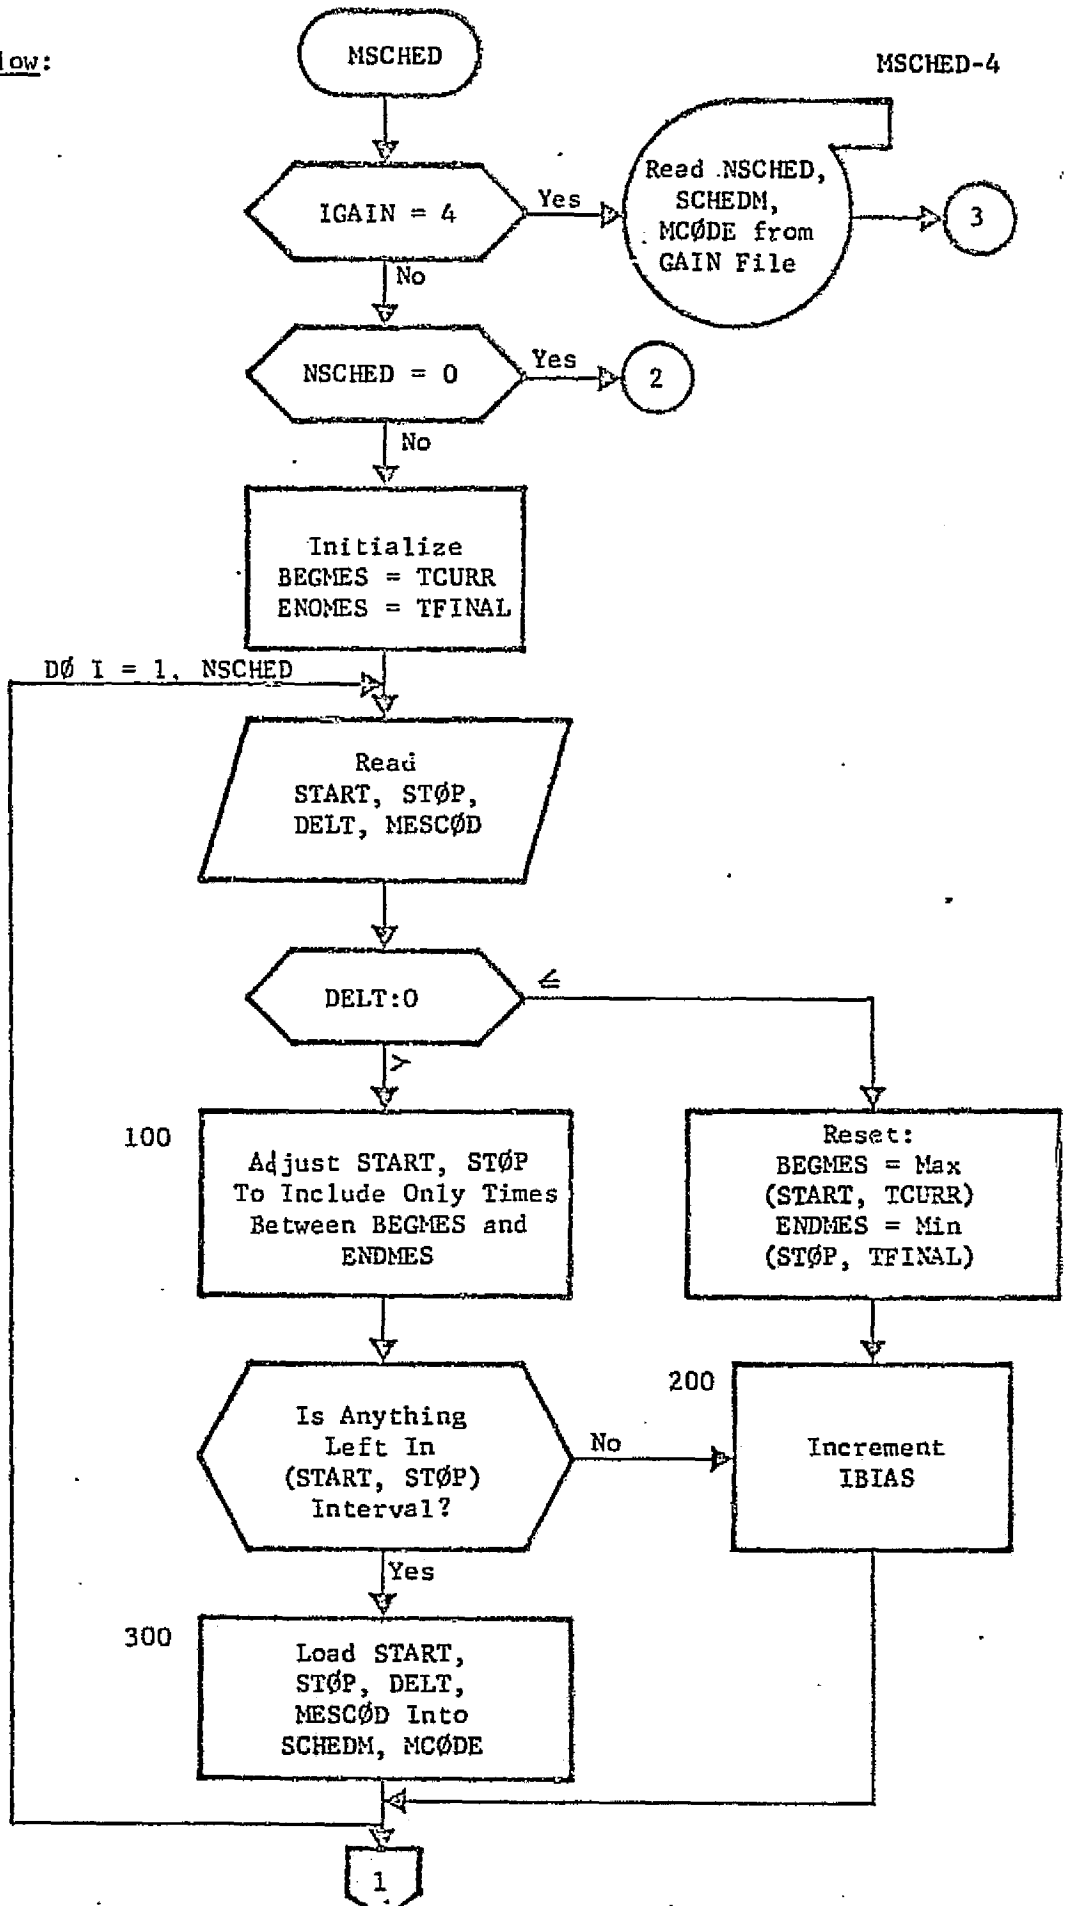 low:
MSCHED
MSCHED-4
IGAIN = 4
Yes
Read NSCHED,
SCHEDM,
MCØDE from
GAIN File
3
No
NSCHED = 0
Yes
2
No
Initialize
BEGMES = TCURR
ENOMES = TFINAL
DØ I = 1, NSCHED
Read
START, STØP,
DELT, MESCØD
DELT:0
≤
>
100
Adjust START, STØP
To Include Only Times
Between BEGMES and
ENDMES
Reset:
BEGMES = Max
(START, TCURR)
ENDMES = Min
(STØP, TFINAL)
Is Anything
Left In
(START, STØP)
Interval?
No
200
Increment
IBIAS
Yes
300
Load START,
STØP, DELT,
MESCØD Into
SCHEDM, MCØDE
1